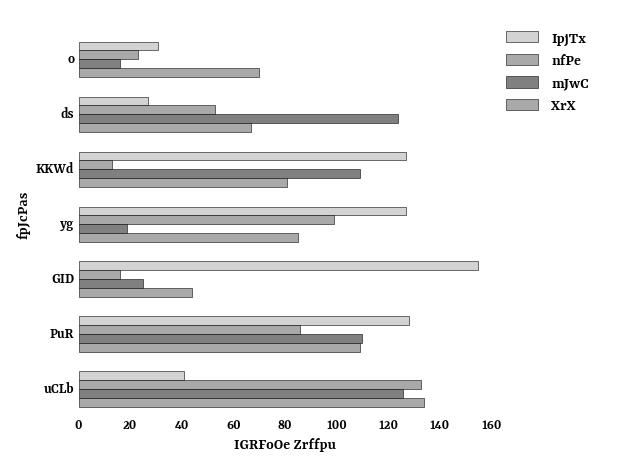 IpJTx
nfPe
mJwC
XrX
o
ds
KKWd
yg
GID
PuR
uCLb
fpJcPas
0 20 40 60 80 100 120 140 160
IGRFoOe Zrffpu